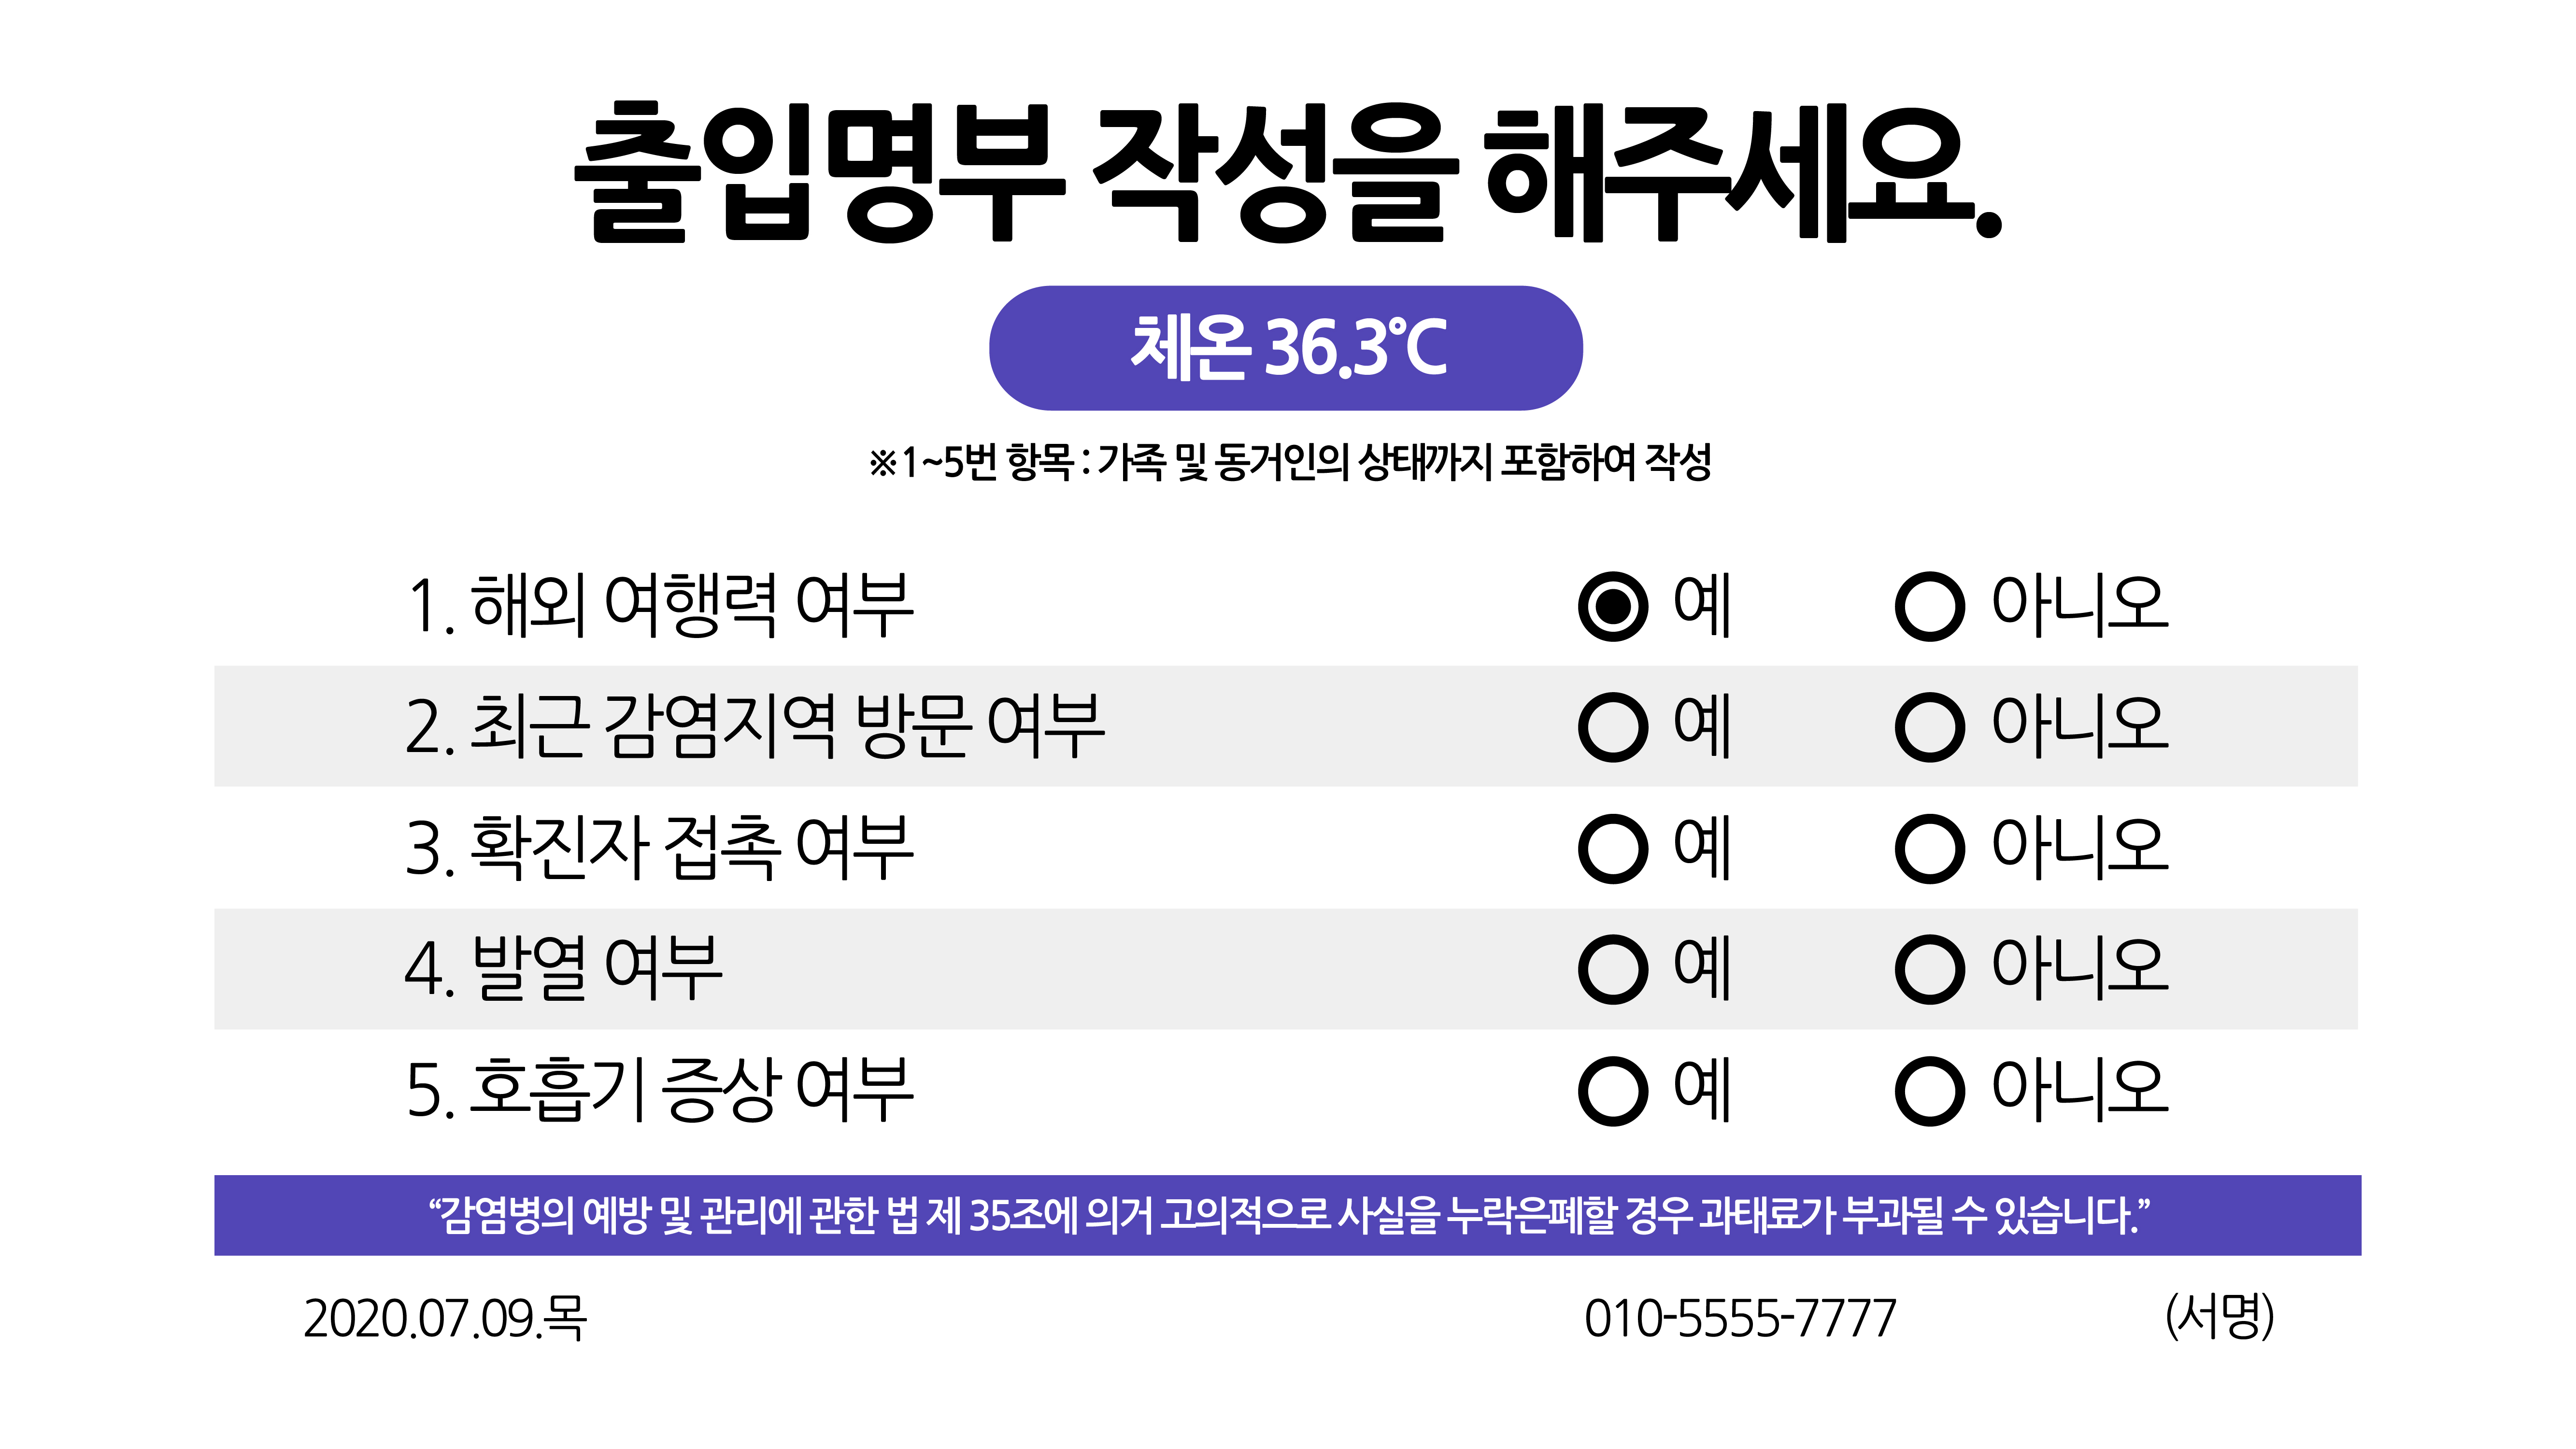 출입명부 작성을 해주세요.
체온 36.3℃
※1~5번 항목 : 가족 및 동거인의 상태까지 포함하여 작성
1. 해외 여행력 여부 예 아니오
2. 최근 감염지역 방문 여부 예 아니오
3. 확진자 접촉 여부 예 아니오
4. 발열 여부 예 아니오
5. 호흡기 증상 여부 예 아니오
“감염병의 예방 및 관리에 관한 법 제 35조에 의거 고의적으로 사실을 누락은폐할 경우 과태료가 부과될 수 있습니다.”
2020.07.09.목 010-5555-7777 (서명)